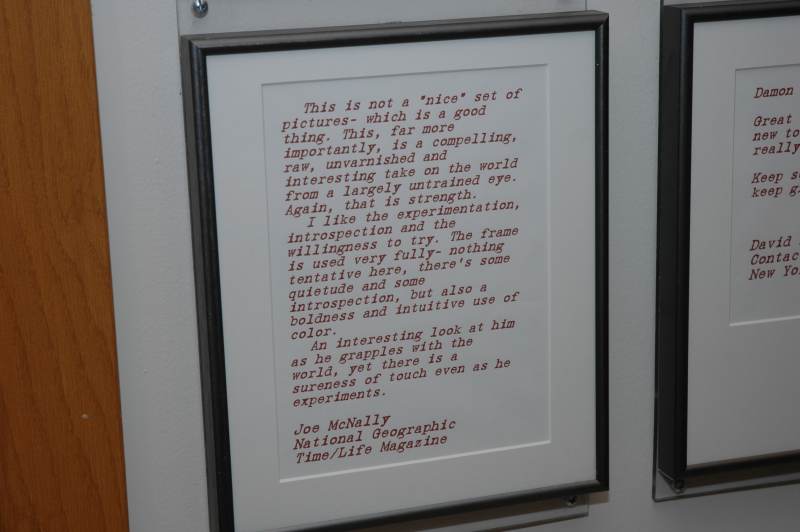 This is not a "nice" set of
pictures- which is a good
thing. This, far more
importantly, is a compelling,
raw, unvarnished and
interesting take on the world
from a largely untrained eye.
Again, that is strength.
I like the experimentation,
introspection and the
willingness to try. The frame
is used very fully- nothing
tentative here, there's some
quietude and some
introspection, but also a
boldness and intuitive use of
color.
An interesting look at him
as he grapples with the
world, yet there is a
sureness of touch even as he
experiments.
Joe McNally
National Geographic
Time/Life Magazine
Damon
Great
new to
really
Keep
keep
David
New